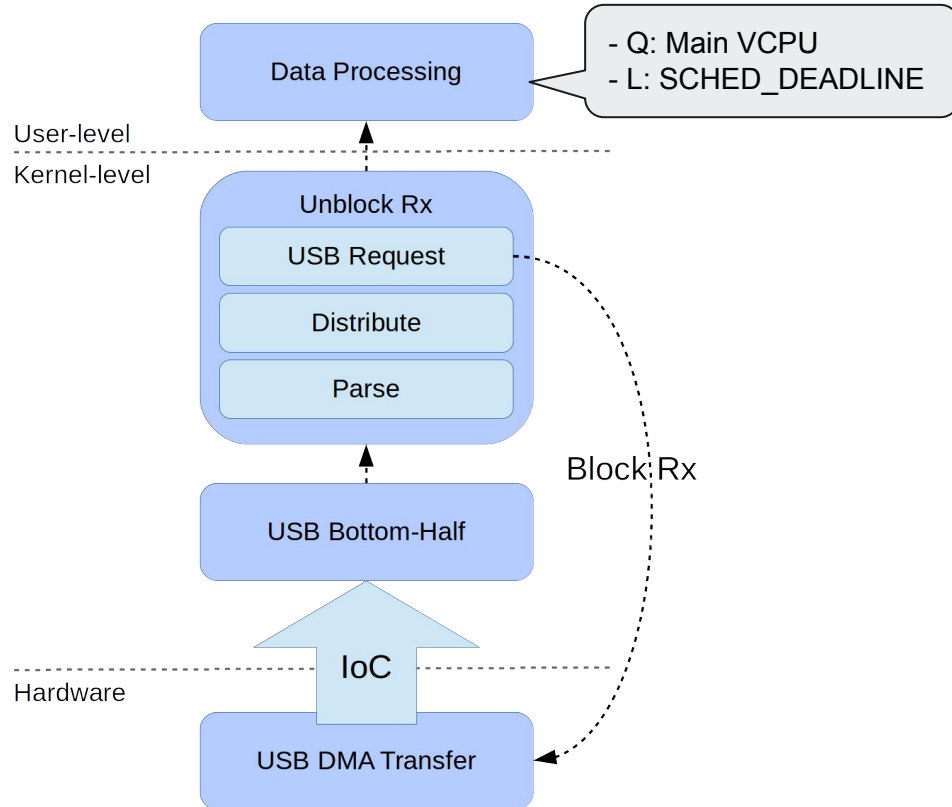 Data Processing
- Q: Main VCPU
- L: SCHED_DEADLINE
User-level
Kernel-level
Unblock Rx
USB Request
Distribute
Parse
Block Rx
USB Bottom-Half
IoC
Hardware
USB DMA Transfer